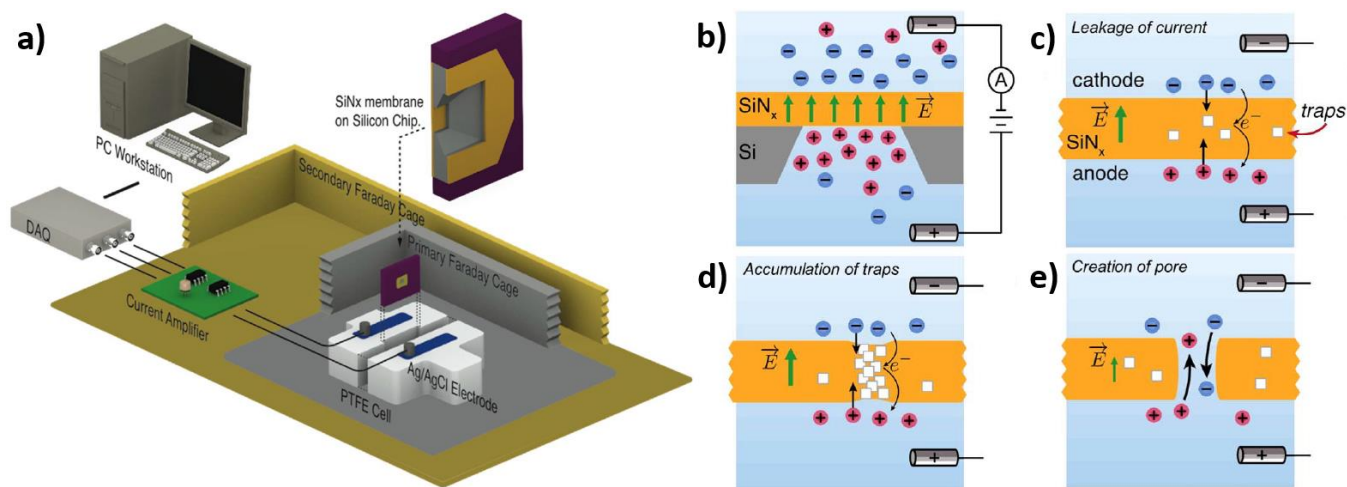 a)
PC Workstation
DAQ
Current Amplifier
Secondary Faraday Cage
Primary Faraday Cage
SiNx membrane
on Silicon Chip.
Ag/AgCl Electrode
PTFE Cell
b)
−
A
SiNx
E
Si
+
c)
Leakage of current
−
cathode
E
e-
traps
SiNx
anode
+
d)
Accumulation of traps
−
E
e-
+
e)
Creation of pore
−
E
+